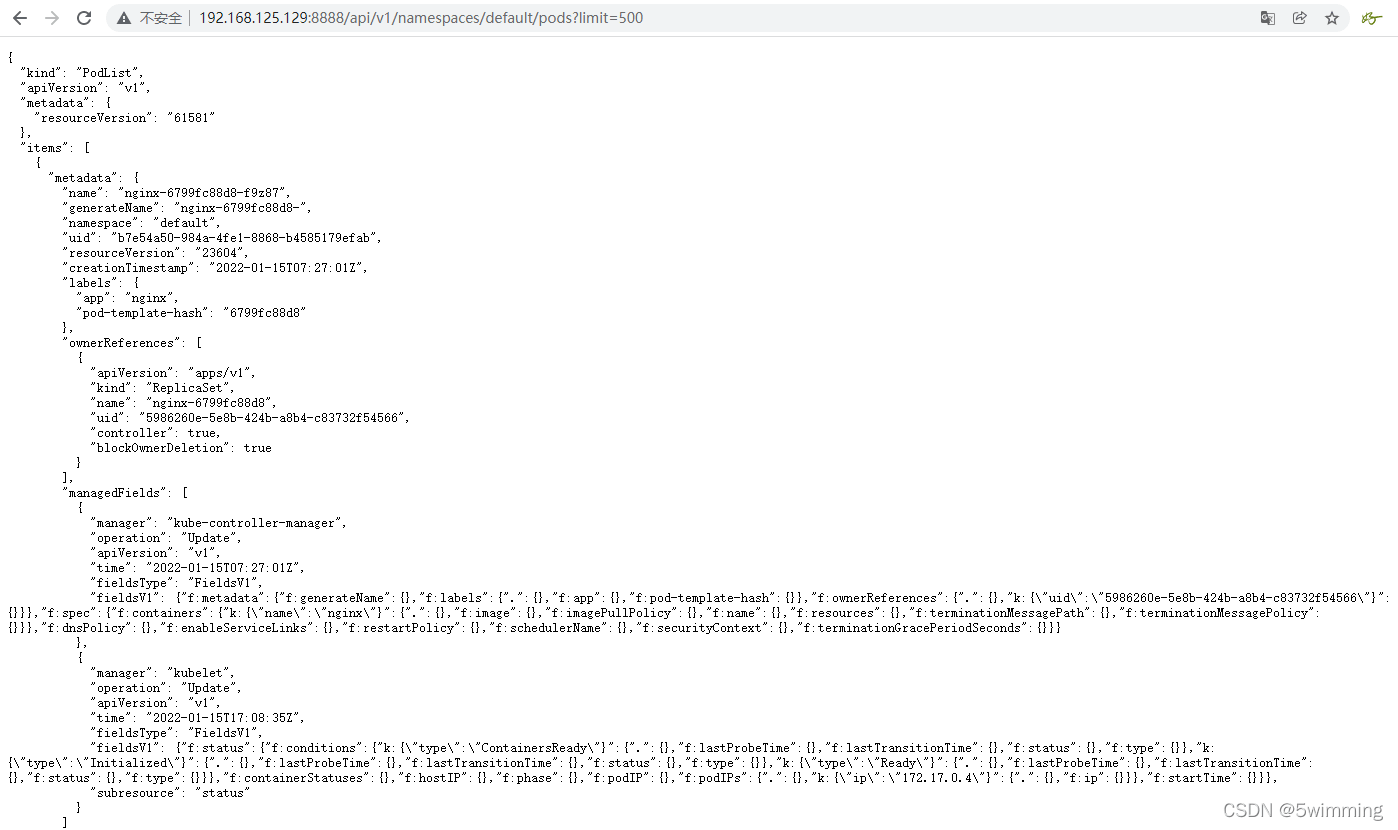 不安全 192.168.125.129:8888/api/v1/namespaces/default/pods?limit=500
{
  "kind": "PodList",
  "apiVersion": "v1",
  "metadata": {
    "resourceVersion": "61581"
  },
  "items": [
    {
      "metadata": {
        "name": "nginx-6799fc88d8-f9z87",
        "generateName": "nginx-6799fc88d8-",
        "namespace": "default",
        "uid": "b7e54a50-984a-4fe1-8868-b4585179efab",
        "resourceVersion": "23604",
        "creationTimestamp": "2022-01-15T07:27:01Z",
        "labels": {
          "app": "nginx",
          "pod-template-hash": "6799fc88d8"
        },
        "ownerReferences": [
          {
            "apiVersion": "apps/v1",
            "kind": "ReplicaSet",
            "name": "nginx-6799fc88d8",
            "uid": "5986260e-5e8b-424b-a8b4-c83732f54566",
            "controller": true,
            "blockOwnerDeletion": true
          }
        ],
        "managedFields": [
          {
            "manager": "kube-controller-manager",
            "operation": "Update",
            "apiVersion": "v1",
            "time": "2022-01-15T07:27:01Z",
            "fieldsType": "FieldsV1",
            "fieldsV1": {"f:metadata":{"f:generateName":{},"f:labels":{".":{},"f:app":{},"f:pod-template-hash":{}},"f:ownerReferences":{".":{},"k:{\"uid\":\"5986260e-5e8b-424b-a8b4-c83732f54566\"}":
{}}},"f:spec":{"f:containers":{"k:{\"name\":\"nginx\"}":{".":{},"f:image":{},"f:imagePullPolicy":{},"f:name":{},"f:resources":{},"f:terminationMessagePath":{},"f:terminationMessagePolicy":
{}}},"f:dnsPolicy":{},"f:enableServiceLinks":{},"f:restartPolicy":{},"f:schedulerName":{},"f:securityContext":{},"f:terminationGracePeriodSeconds":{}}}
          },
          {
            "manager": "kubelet",
            "operation": "Update",
            "apiVersion": "v1",
            "time": "2022-01-15T17:08:35Z",
            "fieldsType": "FieldsV1",
            "fieldsV1": {"f:status":{"f:conditions":{"k:{\"type\":\"ContainersReady\"}":{".":{},"f:lastProbeTime":{},"f:lastTransitionTime":{},"f:status":{},"f:type":{}},"k:
{\"type\":\"Initialized\"}":{".":{},"f:lastProbeTime":{},"f:lastTransitionTime":{},"f:status":{},"f:type":{}},"k:{\"type\":\"Ready\"}":{".":{},"f:lastProbeTime":{},"f:lastTransitionTime":
{},"f:status":{},"f:type":{}}},"f:containerStatuses":{},"f:hostIP":{},"f:phase":{},"f:podIP":{},"f:podIPs":{".":{},"k:{\"ip\":\"172.17.0.4\"}":{".":{},"f:ip":{}}},"f:startTime":{}}},
            "subresource": "status"
          }
        ]
CSDN @5wimming